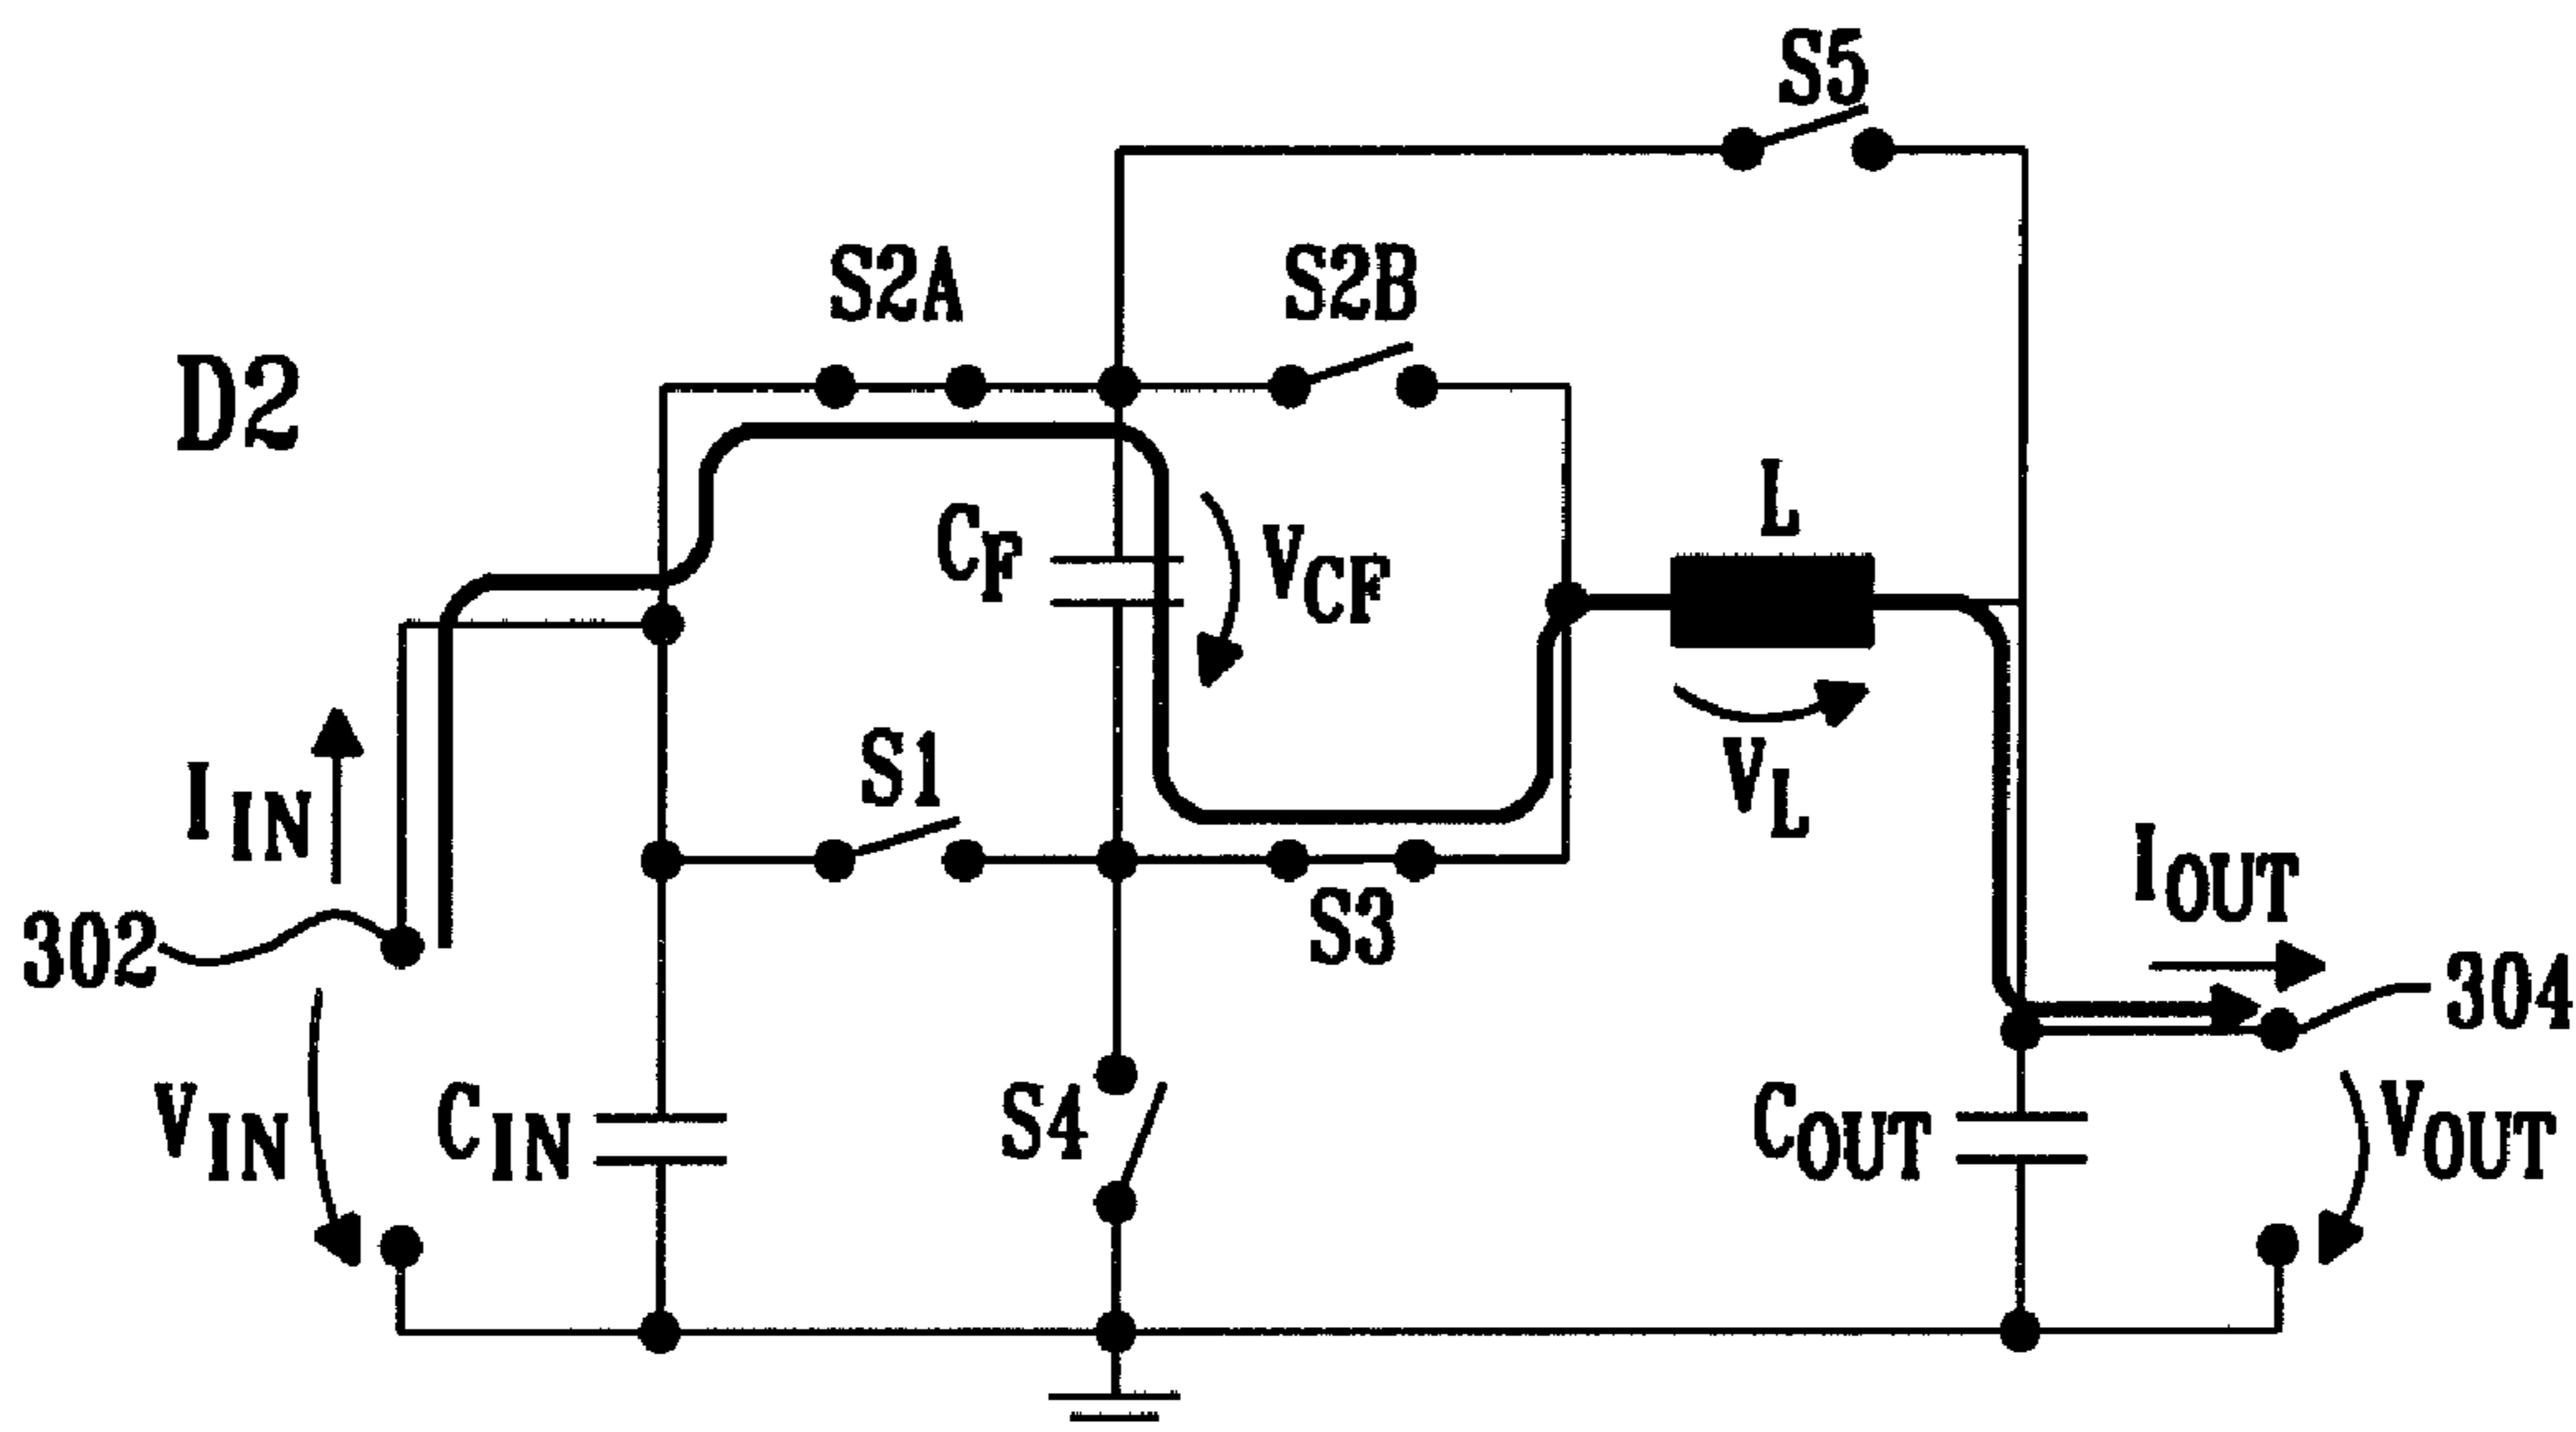 S5
S2A
S2B
D2
L
CF
VCF
S1
VL
IIN
IOUT
S3
302
304
VIN
CIN
S4
COUT
VOUT